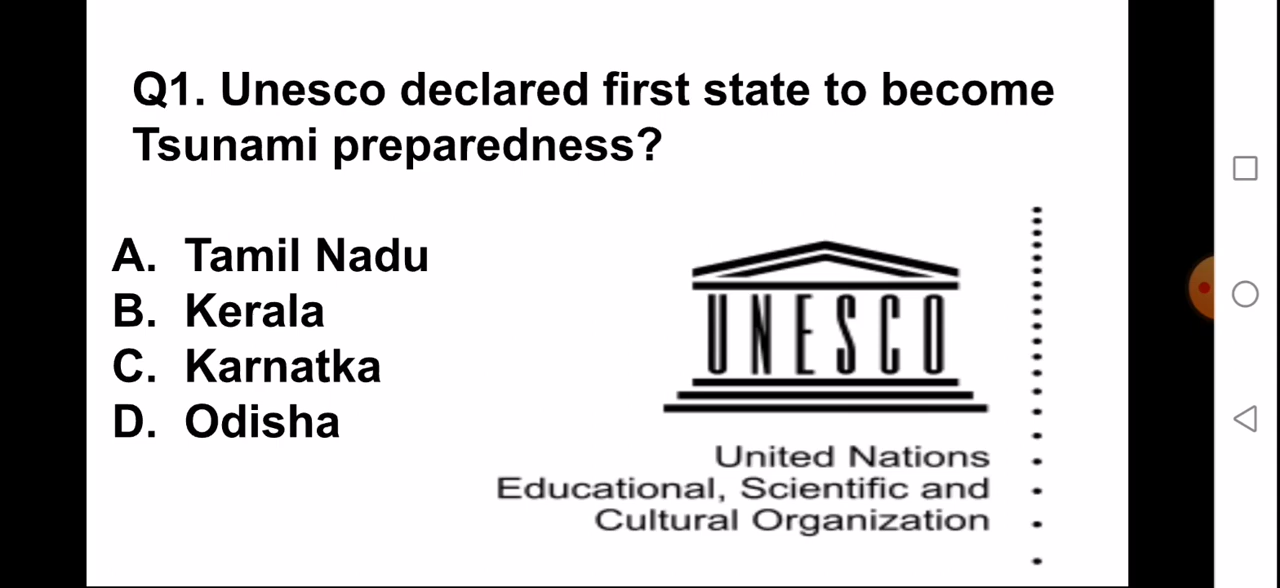 Q1. Unesco declared first state to become
Tsunami preparedness?
A. Tamil Nadu
B. Kerala
C. Karnatka
D. Odisha
UNESCO
United Nations
Educational, Scientific and
Cultural Organization